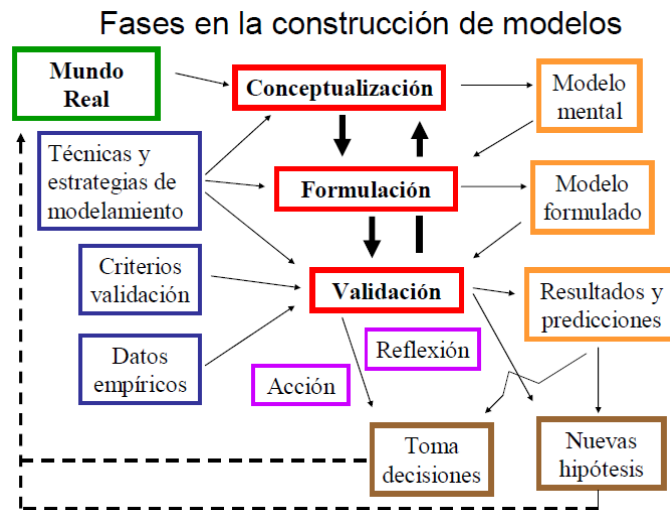 Fases en la construcción de modelos
Mundo
Real
Conceptualización
Modelo
mental
Técnicas y
estrategias de
modelamiento
Formulación
Modelo
formulado
Criterios
validación
Validación
Resultados y
predicciones
Datos
empíricos
Reflexión
Acción
Toma
decisiones
Nuevas
hipótesis